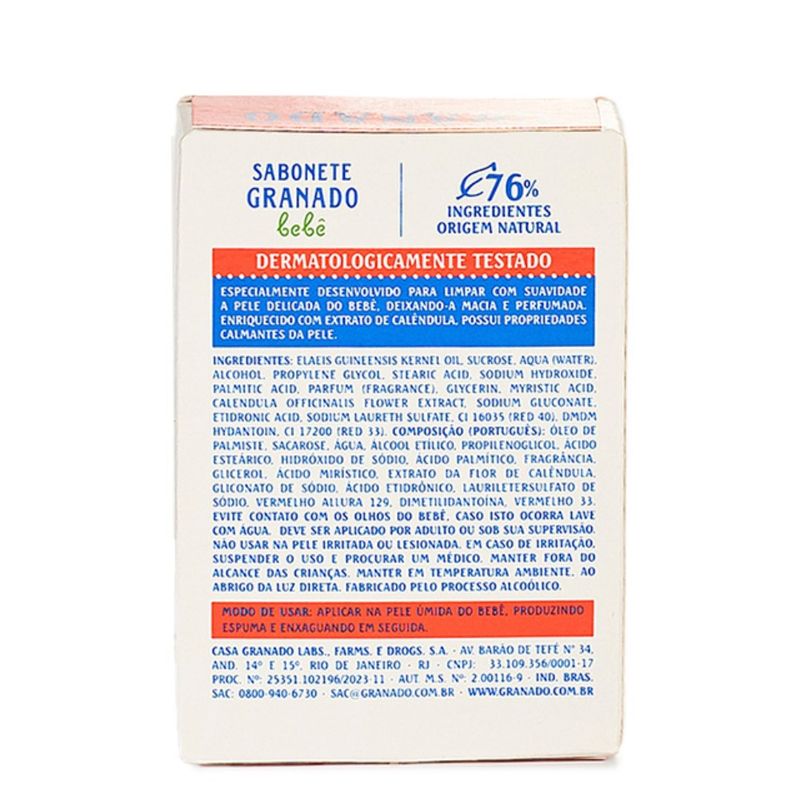 SABONETE
GRANADO
bebê
76%
INGREDIENTES
ORIGEM NATURAL
DERMATOLOGICAMENTE TESTADO
ESPECIALMENTE DESENVOLVIDO PARA LIMPAR COM SUAVIDADE
A PELE DELICADA DO BEBÊ, DEIXANDO-A MACIA E PERFUMADA.
ENRIQUECIDO COM EXTRATO DE CALÊNDULA. POSSUI PROPRIEDADES
CALMANTES DA PELE.
INGREDIENTES: ELAEIS GUINEENSIS KERNEL OIL, SUCROSE, AQUA (WATER),
ALCOHOL, PROPYLENE GLYCOL, STEARIC ACID, SODIUM HYDROXIDE,
PALMITIC ACID, PARFUM (FRAGRANCE), GLYCERIN, MYRISTIC ACID,
CALENDULA OFFICINALIS FLOWER EXTRACT, SODIUM GLUCONATE,
ETIDRONIC ACID, SODIUM LAURETH SULFATE, CI 16035 (RED 40), DMDM
HYDANTOIN, CI 17200 (RED 33). COMPOSIÇÃO (PORTUGUÊS): ÓLEO DE
PALMISTE, SACAROSE, ÁGUA, ÁLCOOL ETÍLICO, PROPILENOGLICOL, ÁCIDO
ESTEÁRICO, HIDRÓXIDO DE SÓDIO, ÁCIDO PALMÍTICO, FRAGRÂNCIA,
GLICEROL, ÁCIDO MIRÍSTICO, EXTRATO DA FLOR DE CALÊNDULA,
GLICONATO DE SÓDIO, ÁCIDO ETIDRÔNICO, LAURILETERSULFATO DE
SÓDIO, VERMELHO ALLURA 129, DIMETILIDANTOÍNA, VERMELHO 33.
EVITE CONTATO COM OS OLHOS DO BEBÊ, CASO ISTO OCORRA LAVE
COM ÁGUA. DEVE SER APLICADO POR ADULTO OU SOB SUA SUPERVISÃO.
NÃO USAR NA PELE IRRITADA OU LESIONADA. EM CASO DE IRRITAÇÃO,
SUSPENDER O USO E PROCURAR UM MÉDICO. MANTER FORA DO
ALCANCE DAS CRIANÇAS. MANTER EM TEMPERATURA AMBIENTE, AO
ABRIGO DA LUZ DIRETA. FABRICADO PELO PROCESSO ALCOÓLICO.
MODO DE USAR: APLICAR NA PELE ÚMIDA DO BEBÊ, PRODUZINDO
ESPUMA E ENXAGUANDO EM SEGUIDA.
CASA GRANADO LABS., FARMS. E DROGS. S.A. · AV. BARÃO DE TEFÉ Nº 34,
AND. 14º E 15º, RIO DE JANEIRO · RJ · CNPJ: 33.109.356/0001-17
PROC. Nº: 25351.102196/2023-11 · AUT. M.S. Nº: 2.00116-9 · IND. BRAS.
SAC: 0800-940-6730 · SAC@GRANADO.COM.BR · WWW.GRANADO.COM.BR